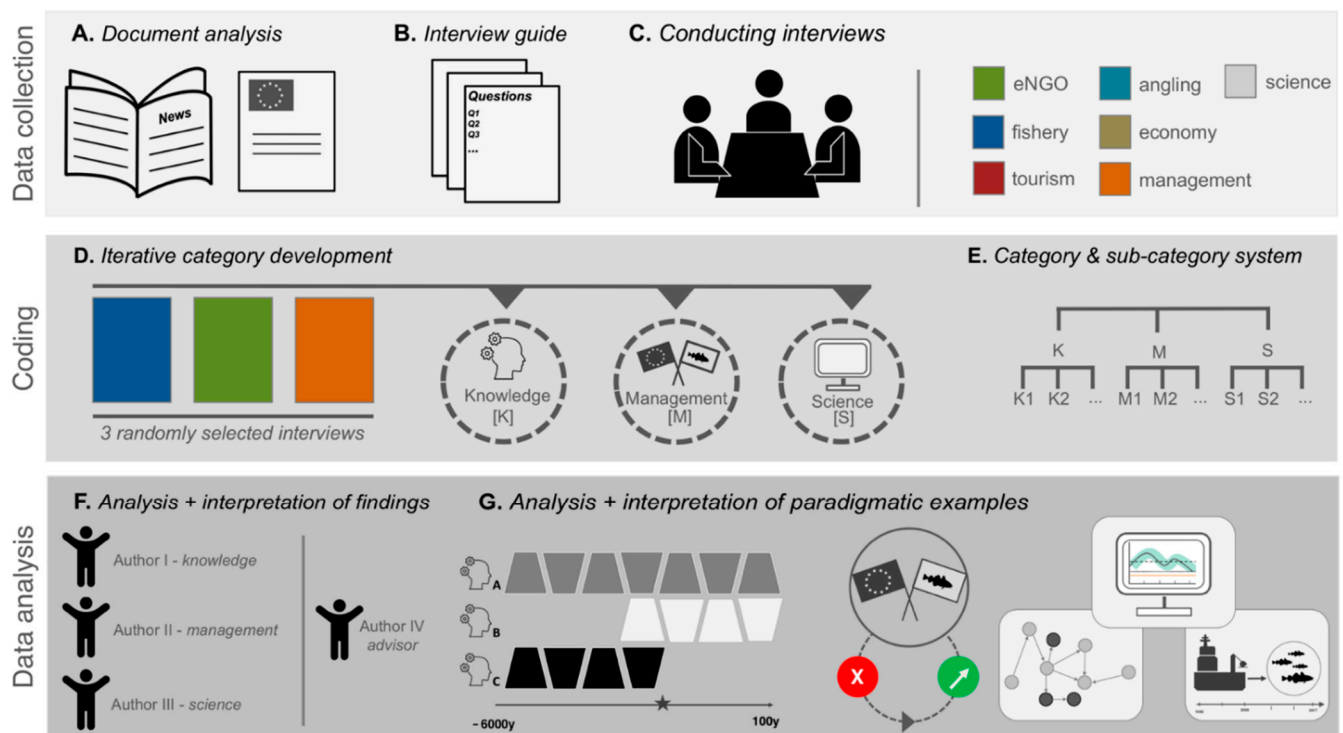 Data collection
A. Document analysis
News
B. Interview guide
Questions
Q1
Q2
Q3
...
C. Conducting interviews
eNGO
angling
science
fishery
economy
tourism
management
Coding
D. Iterative category development
3 randomly selected interviews
Knowledge
[K]
Management
[M]
Science
[S]
E. Category & sub-category system
K M S
K1 K2 ... M1 M2 ... S1 S2 ...
Data analysis
F. Analysis + interpretation of findings
Author I - knowledge
Author II - management
Author III - science
Author IV
advisor
G. Analysis + interpretation of paradigmatic examples
A
B
C
-6000y
100y
X